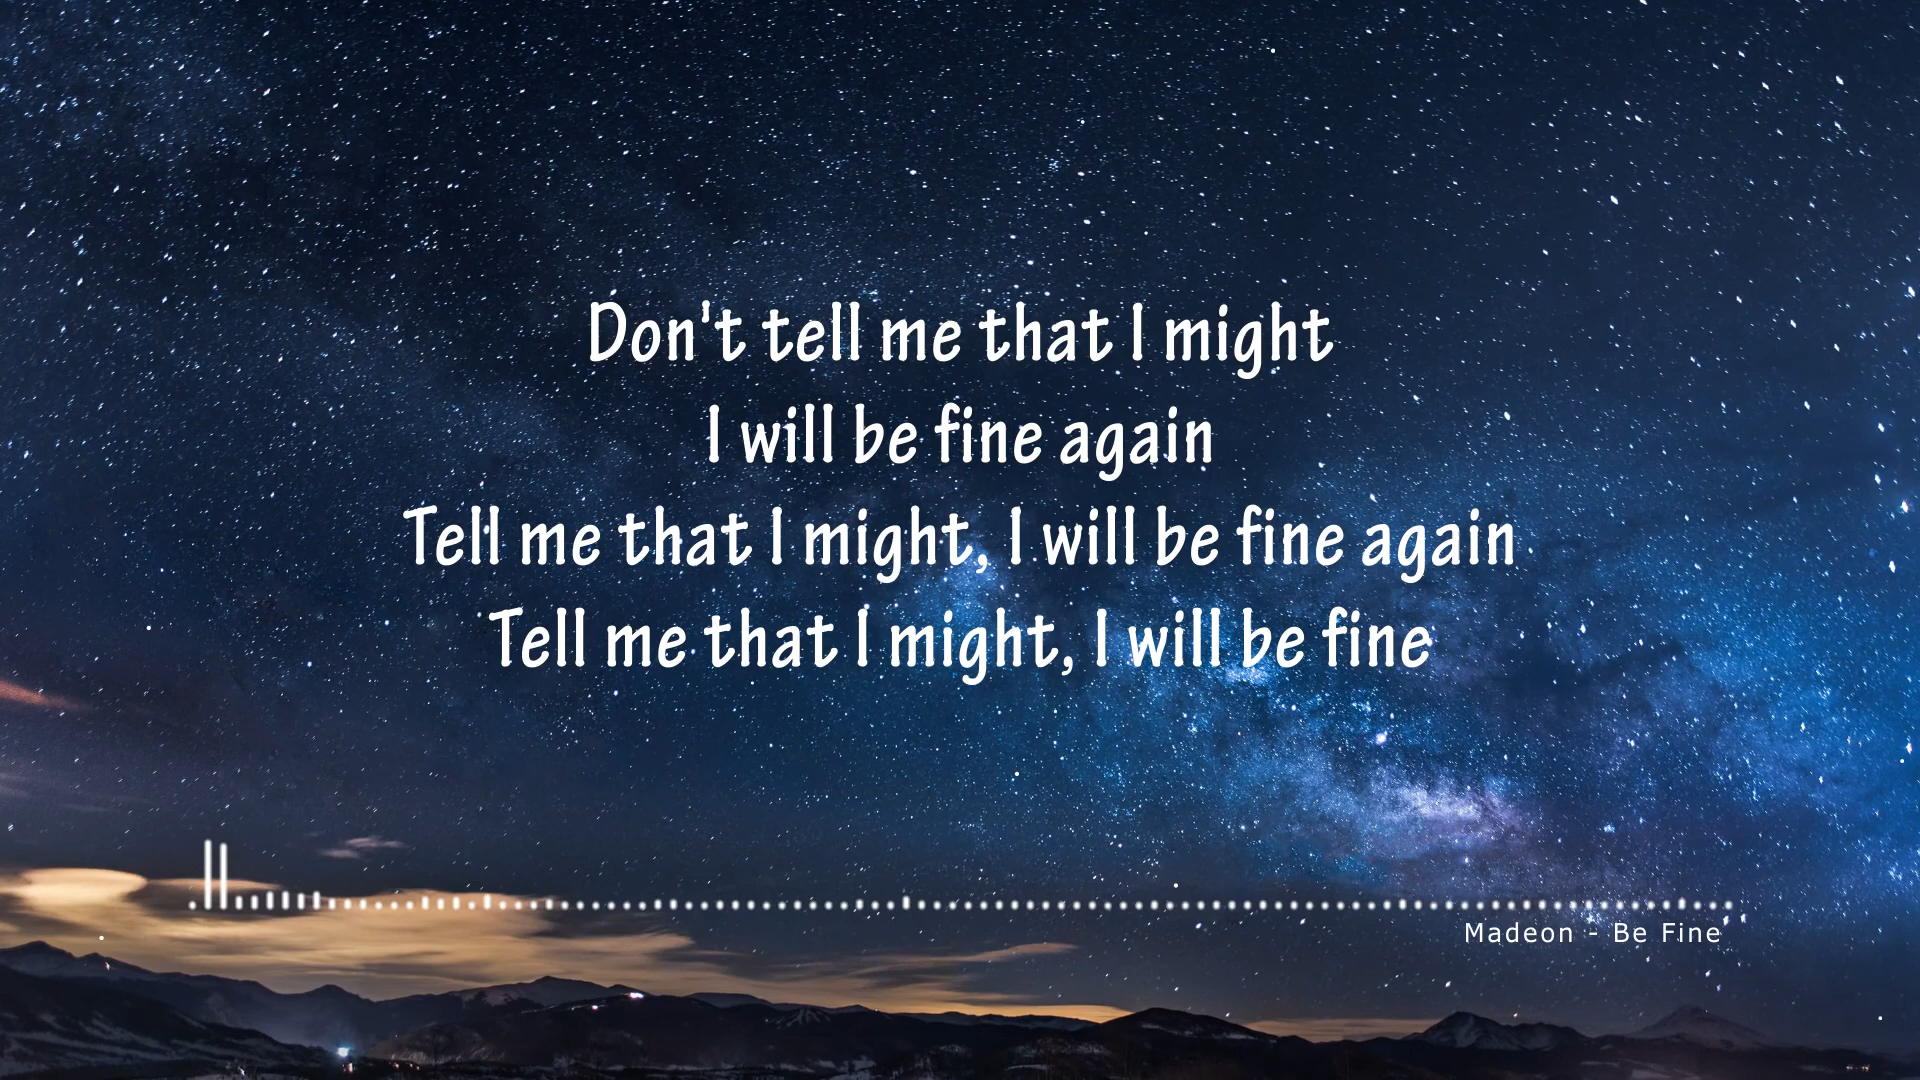 Don't tell me that I might
I will be fine again
Tell me that I might, I will be fine again
Tell me that I might, I will be fine
Madeon - Be Fine